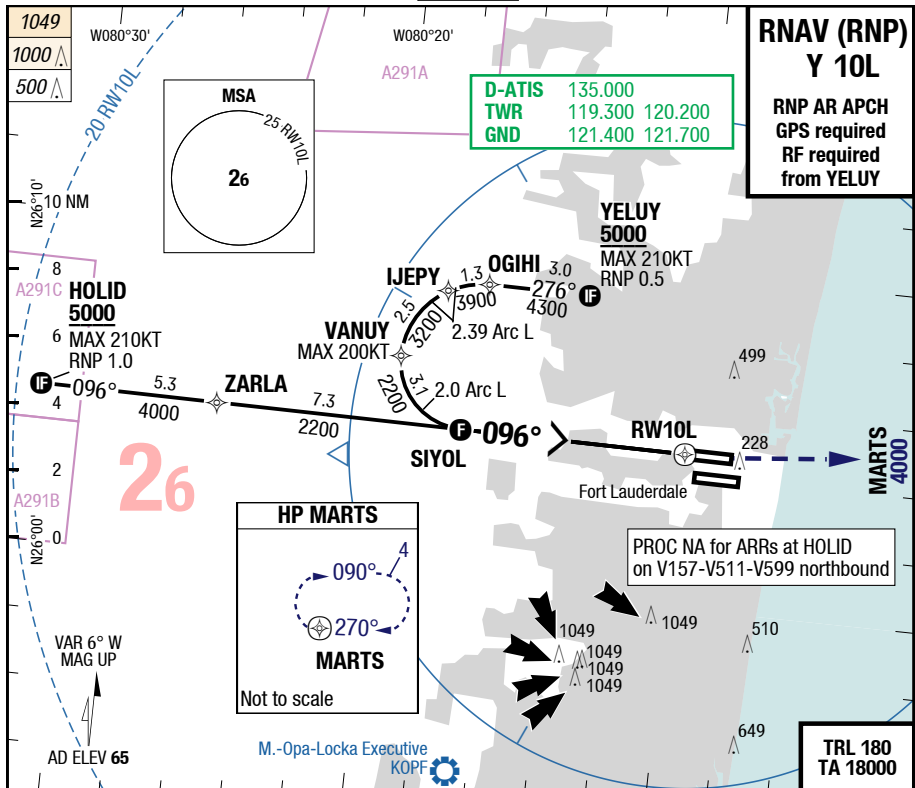 1049
1000
500
W080°30'
W080°20'
RNAV (RNP)
Y 10L
RNP AR APCH
GPS required
RF required
from YELUY
A291A
D-ATIS 135.000
TWR 119.300 120.200
GND 121.400 121.700
20 RW10L
MSA
25 RW10L
26
N26°10'
10 NM
8
6
4
2
0
N26°00'
A291C
A291B
HOLID
5000
MAX 210KT
RNP 1.0
IF
096°
5.3
4000
ZARLA
7.3
2200
YELUY
5000
MAX 210KT
RNP 0.5
IF
276°
3.0
4300
OGIHI
1.3
3900
IJEPY
2.5
3200
2.39 Arc L
VANUY
MAX 200KT
3.1
2200
2.0 Arc L
F
096°
SIYOL
RW10L
499
228
MARTS
4000
Fort Lauderdale
26
HP MARTS
4
090°
270°
MARTS
Not to scale
PROC NA for ARRs at HOLID
on V157-V511-V599 northbound
1049
1049
1049
1049
1049
510
649
VAR 6° W
MAG UP
AD ELEV 65
M.-Opa-Locka Executive
KOPF
TRL 180
TA 18000